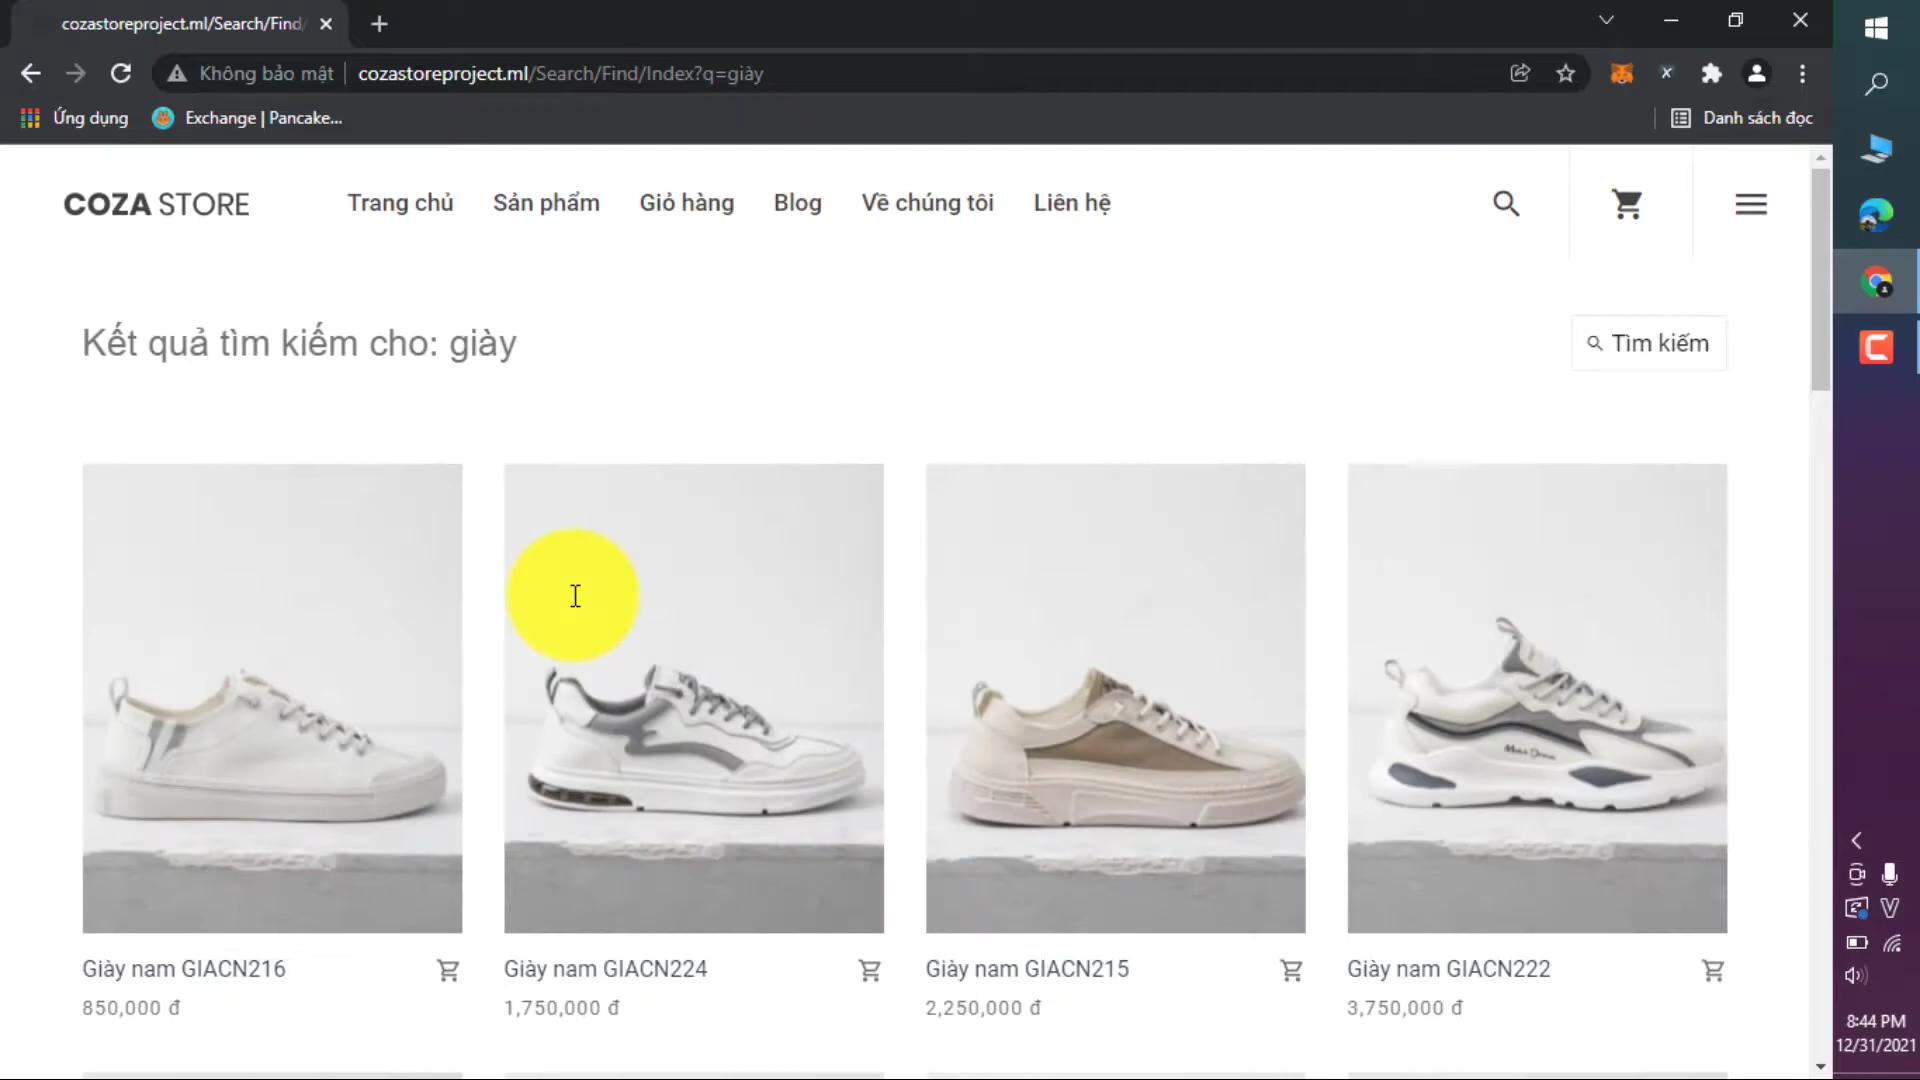 cozastoreproject.ml/Search/Find/
Không bảo mật
cozastoreproject.ml/Search/Find/Index?q=giày
Ứng dụng
Exchange | Pancake...
Danh sách đọc
COZA STORE
Trang chủ
Sản phẩm
Giỏ hàng
Blog
Về chúng tôi
Liên hệ
Kết quả tìm kiếm cho: giày
Tìm kiếm
Giày nam GIACN216
850,000 đ
Giày nam GIACN224
1,750,000 đ
Giày nam GIACN215
2,250,000 đ
Giày nam GIACN222
3,750,000 đ
8:44 PM
12/31/2021